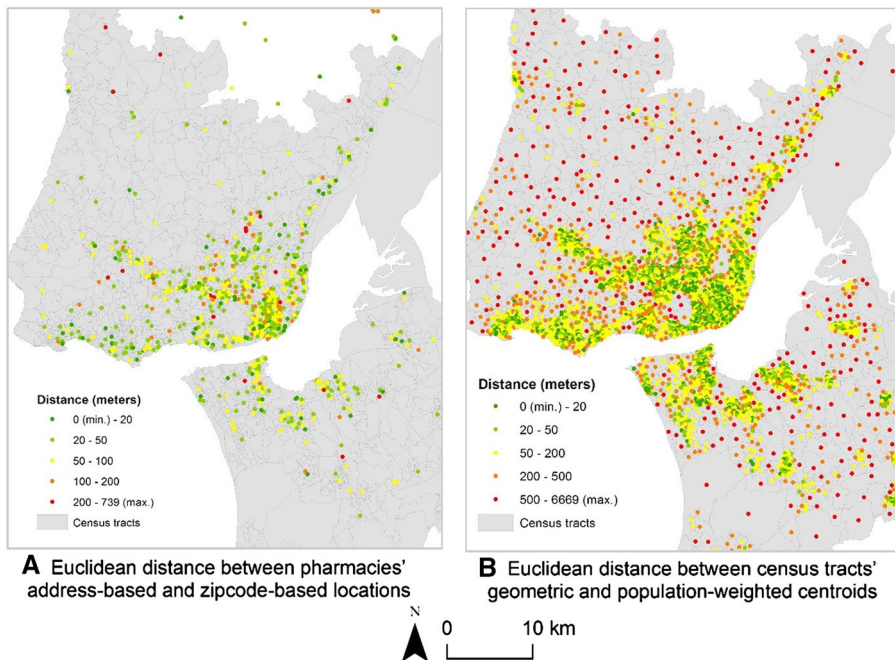 Distance (meters)
0 (min.) - 20
20 - 50
50 - 100
100 - 200
200 - 739 (max.)
Census tracts
Distance (meters)
0 (min.) - 20
20 - 50
50 - 200
200 - 500
500 - 6669 (max.)
Census tracts
A Euclidean distance between pharmacies'
address-based and zipcode-based locations
B Euclidean distance between census tracts'
geometric and population-weighted centroids
N
0 10 km